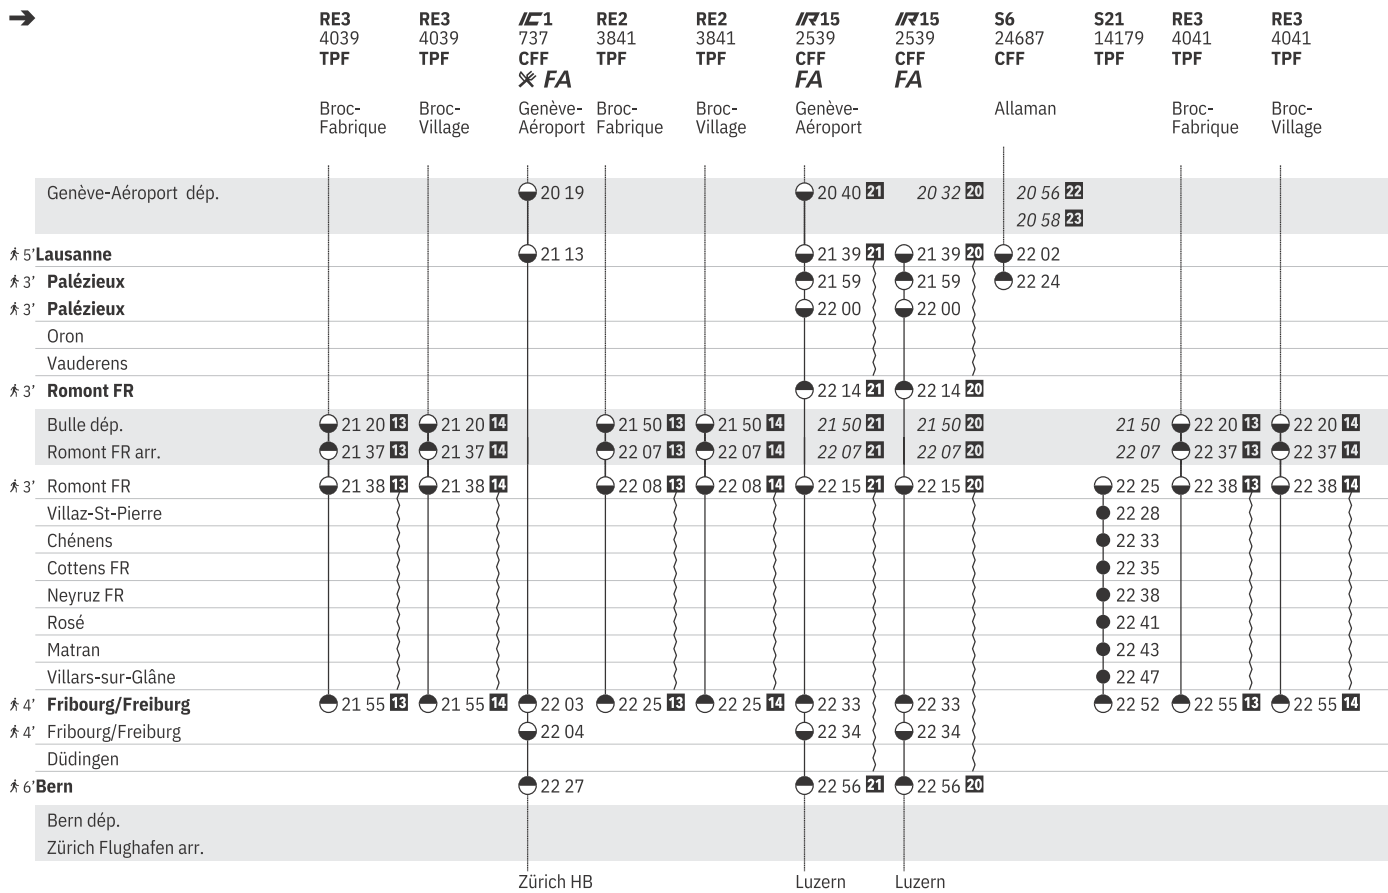 RE3 RE3 IC1 RE2 RE2 IR15 IR15 S6 S21 RE3 RE3
4039 4039 737 3841 3841 2539 2539 24687 14179 4041 4041
TPF TPF CFF TPF TPF CFF CFF CFF TPF TPF TPF
FA FA FA
Broc- Broc- Genève- Broc- Broc- Genève- Allaman Broc- Broc-
Fabrique Village Aéroport Fabrique Village Aéroport Fabrique Village
Genève-Aéroport dép. 20 19 20 40 21 20 32 20 20 56 22
20 58 23
5' Lausanne 21 13 21 39 21 21 39 20 22 02
3' Palézieux 21 59 21 59 22 24
3' Palézieux 22 00 22 00
Oron
Vauderens
3' Romont FR 22 14 21 22 14 20
Bulle dép. 21 20 13 21 20 14 21 50 13 21 50 14 21 50 21 21 50 20 21 50 22 20 13 22 20 14
Romont FR arr. 21 37 13 21 37 14 22 07 13 22 07 14 22 07 21 22 07 20 22 07 22 37 13 22 37 14
3' Romont FR 21 38 13 21 38 14 22 08 13 22 08 14 22 15 21 22 15 20 22 25 22 38 13 22 38 14
Villaz-St-Pierre 22 28
Chénens 22 33
Cottens FR 22 35
Neyruz FR 22 38
Rosé 22 41
Matran 22 43
Villars-sur-Glâne 22 47
4' Fribourg/Freiburg 21 55 13 21 55 14 22 03 22 25 13 22 25 14 22 33 22 33 22 52 22 55 13 22 55 14
4' Fribourg/Freiburg 22 04 22 34 22 34
Düdingen
6' Bern 22 27 22 56 21 22 56 20
Bern dép.
Zürich Flughafen arr.
Zürich HB Luzern Luzern